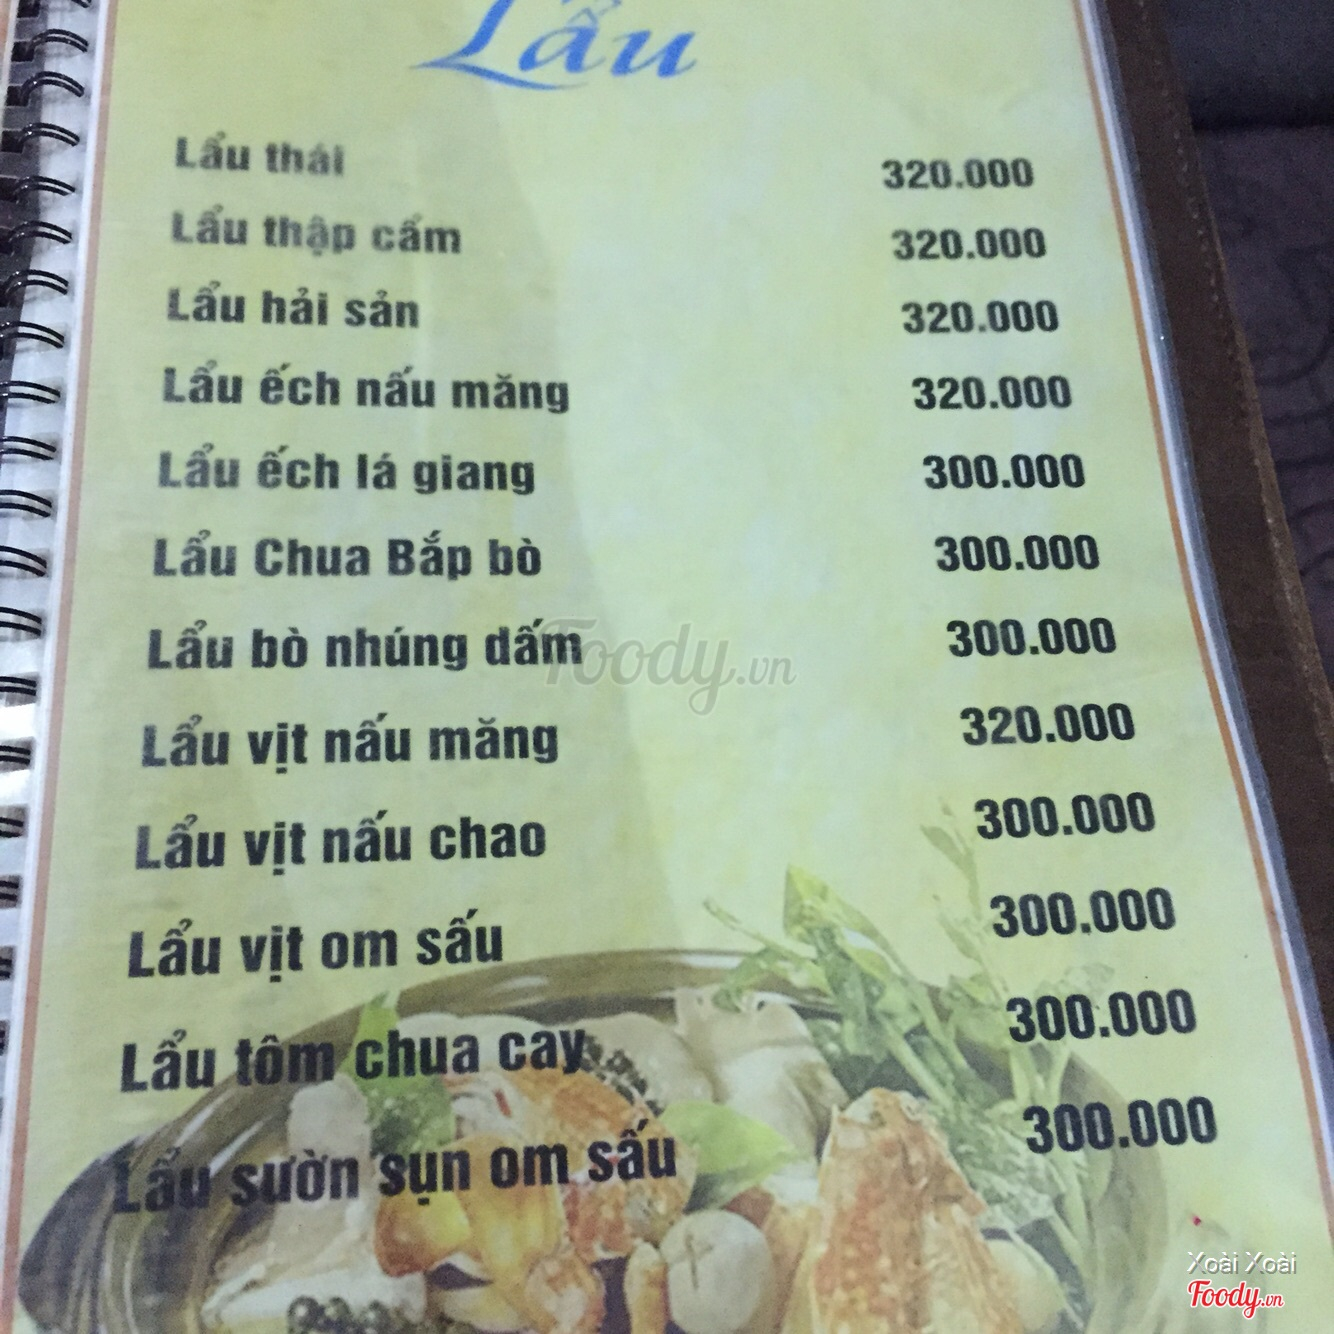 Lẩu
Lẩu thái 320.000
Lẩu thập cẩm 320.000
Lẩu hải sản 320.000
Lẩu ếch nấu măng 320.000
Lẩu ếch lá giang 300.000
Lẩu Chua Bắp bò 300.000
Lẩu bò nhúng dấm 300.000
Lẩu vịt nấu măng 320.000
Lẩu vịt nấu chao 300.000
Lẩu vịt om sấu 300.000
Lẩu tôm chua cay 300.000
Lẩu sườn sụn om sấu 300.000
Foody.vn
Xoài Xoài
Foody.vn